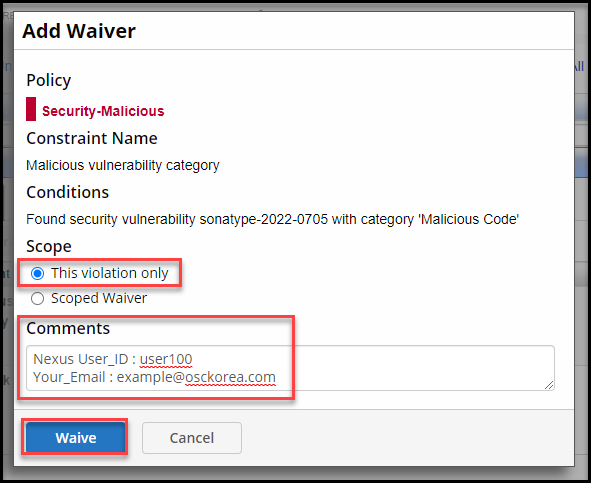 Add Waiver
Policy
Security-Malicious
Constraint Name
Malicious vulnerability category
Conditions
Found security vulnerability sonatype-2022-0705 with category 'Malicious Code'
Scope
This violation only
Scoped Waiver
Comments
Nexus User_ID : user100
Your_Email : example@osckorea.com
Waive
Cancel